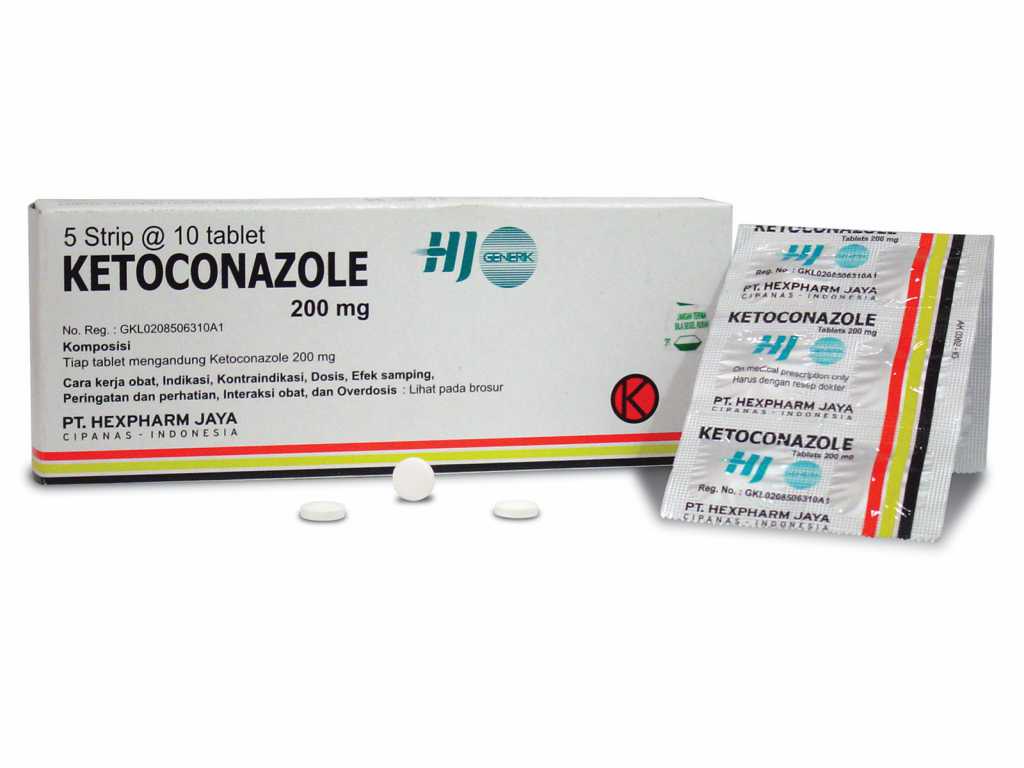 5 Strip @ 10 tablet
KETOCONAZOLE
200 mg
HJ
GENERIK
No. Reg. : GKL0208506310A1
Komposisi
Tiap tablet mengandung Ketoconazole 200 mg
Cara kerja obat, Indikasi, Kontraindikasi, Dosis, Efek samping,
Peringatan dan perhatian, Interaksi obat, dan Overdosis : Lihat pada brosur
PT. HEXPHARM JAYA
CIPANAS - INDONESIA
K
KETOCONAZOLE
Tablets 200 mg
HJ
Reg. No : GKL0208506310A1
PT. HEXPHARM JAYA
CIPANAS - INDONESIA
KETOCONAZOLE
Tablets 200 mg
HJ
On medical prescription only
Harus dengan resep dokter
PT. HEXPHARM JAYA
CIPANAS - INDONESIA
KETOCONAZOLE
Tablets 200 mg
HJ
Reg. No. : GKL0208506310A1
PT. HEXPHARM JAYA
CIPANAS - INDONESIA